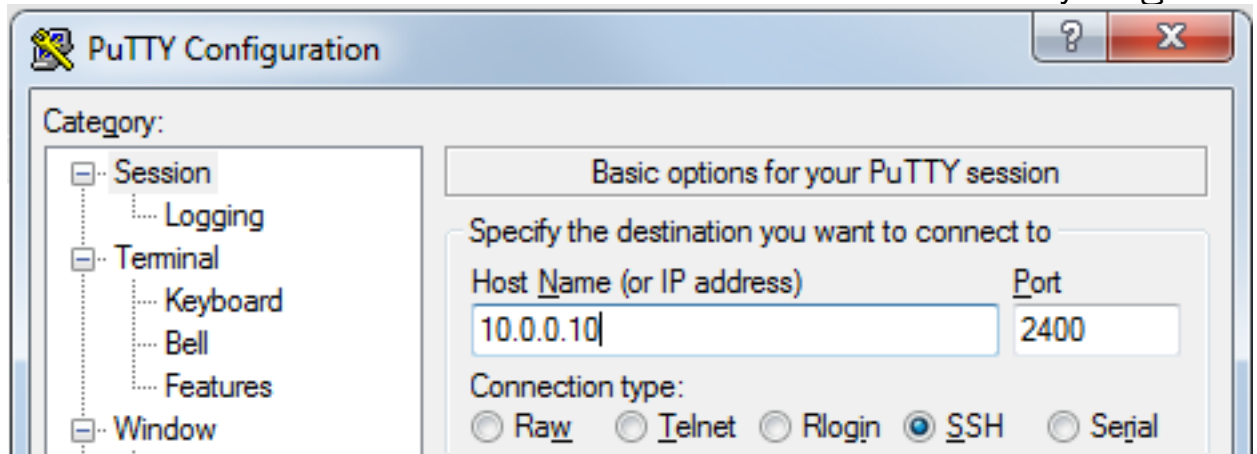 PuTTY Configuration
?
X
Category:
Session
Logging
Terminal
Keyboard
Bell
Features
Window
Basic options for your PuTTY session
Specify the destination you want to connect to
Host Name (or IP address) Port
10.0.0.10 2400
Connection type:
Raw Telnet Rlogin SSH Serial